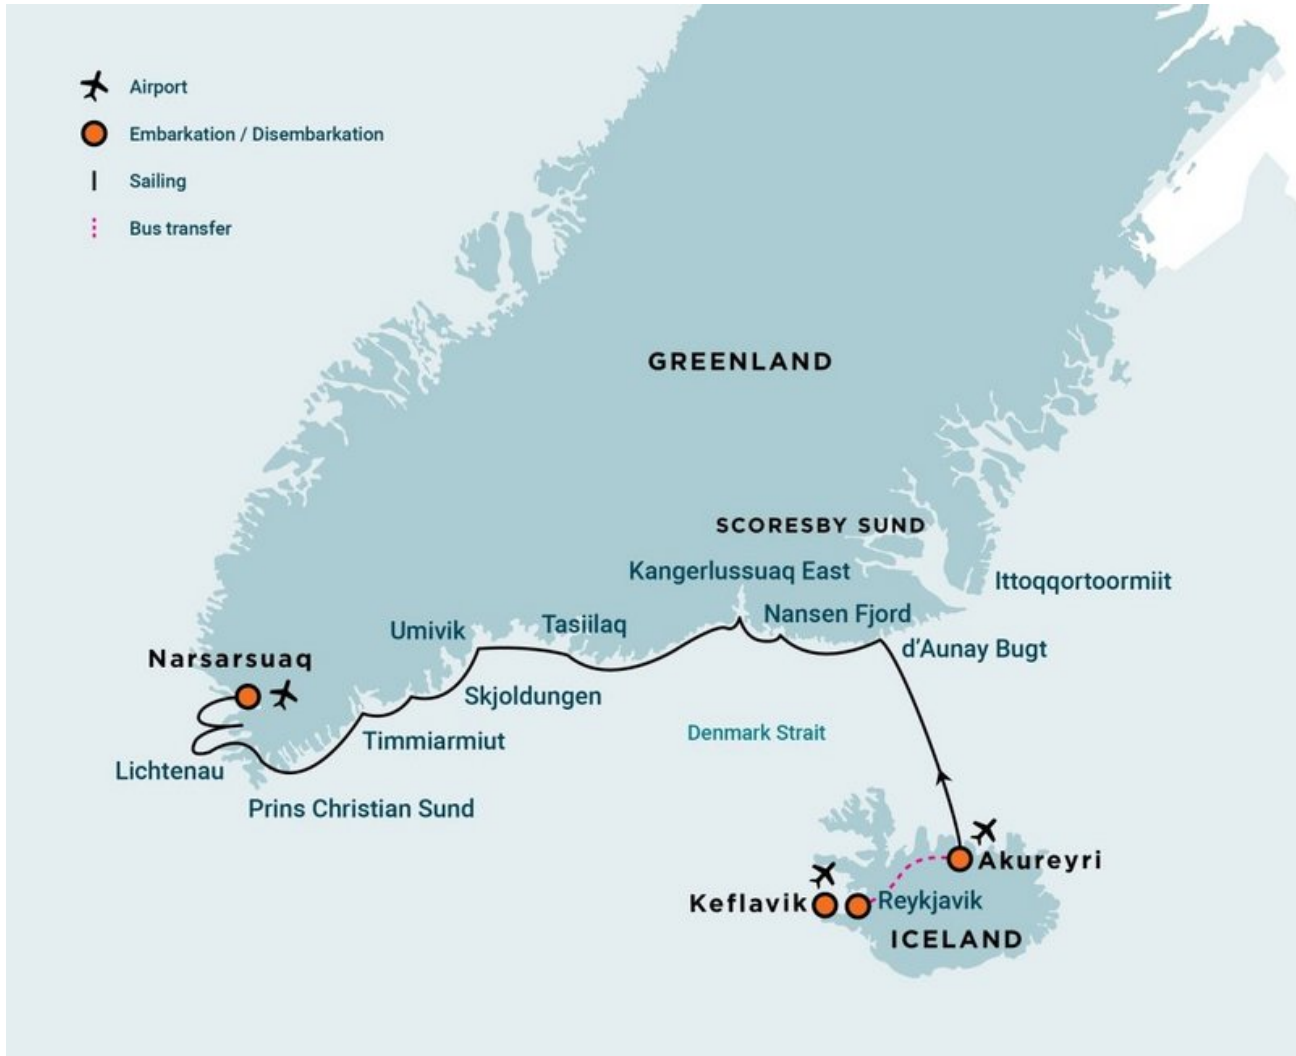 Airport
Embarkation / Disembarkation
Sailing
Bus transfer
GREENLAND
SCORESBY SUND
Kangerlussuaq East
Ittoqqortoormiit
Nansen Fjord
Umivik
Tasiilaq
d'Aunay Bugt
Narsarsuaq
Skjoldungen
Denmark Strait
Timmiarmiut
Lichtenau
Prins Christian Sund
Akureyri
Keflavik
Reykjavik
ICELAND